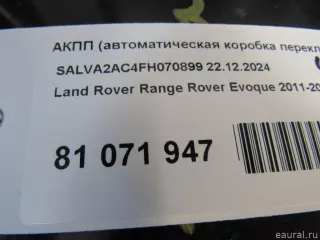 АКПП (автоматическая коробка перекл
SALVA2AC4FH070899 22.12.2024
Land Rover Range Rover Evoque 2011-20
81 071 947
eaural.ru